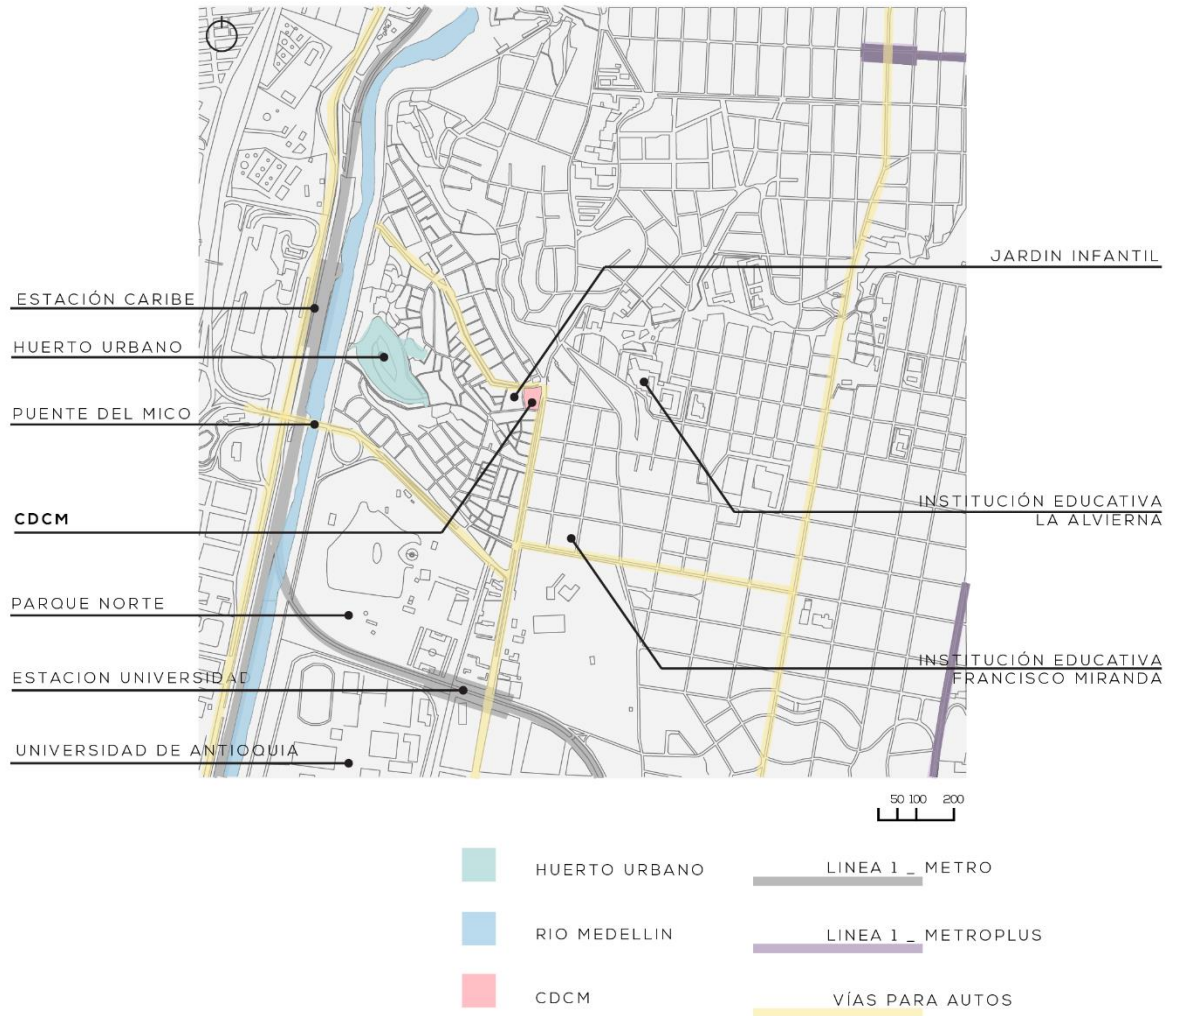 JARDIN INFANTIL
ESTACIÓN CARIBE
HUERTO URBANO
PUENTE DEL MICO
INSTITUCIÓN EDUCATIVA
LA ALVIERNA
CDCM
PARQUE NORTE
INSTITUCIÓN EDUCATIVA
FRANCISCO MIRANDA
ESTACION UNIVERSIDAD
UNIVERSIDAD DE ANTIOQUIA
50 100 200
HUERTO URBANO
LINEA 1 _ METRO
RIO MEDELLIN
LINEA 1 _ METROPLUS
CDCM
VÍAS PARA AUTOS